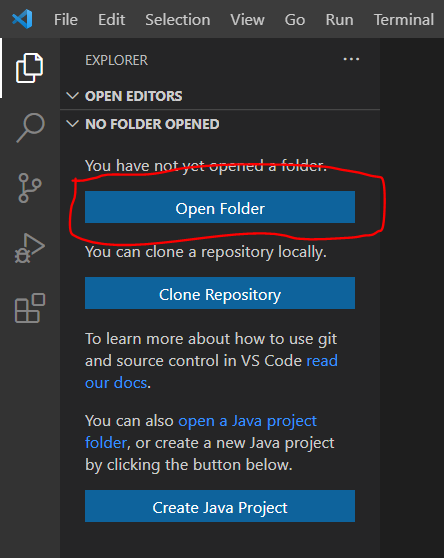 File Edit Selection View Go Run Terminal
EXPLORER
OPEN EDITORS
NO FOLDER OPENED
You have not yet opened a folder.
Open Folder
You can clone a repository locally.
Clone Repository
To learn more about how to use git
and source control in VS Code read
our docs.
You can also open a Java project
folder, or create a new Java project
by clicking the button below.
Create Java Project